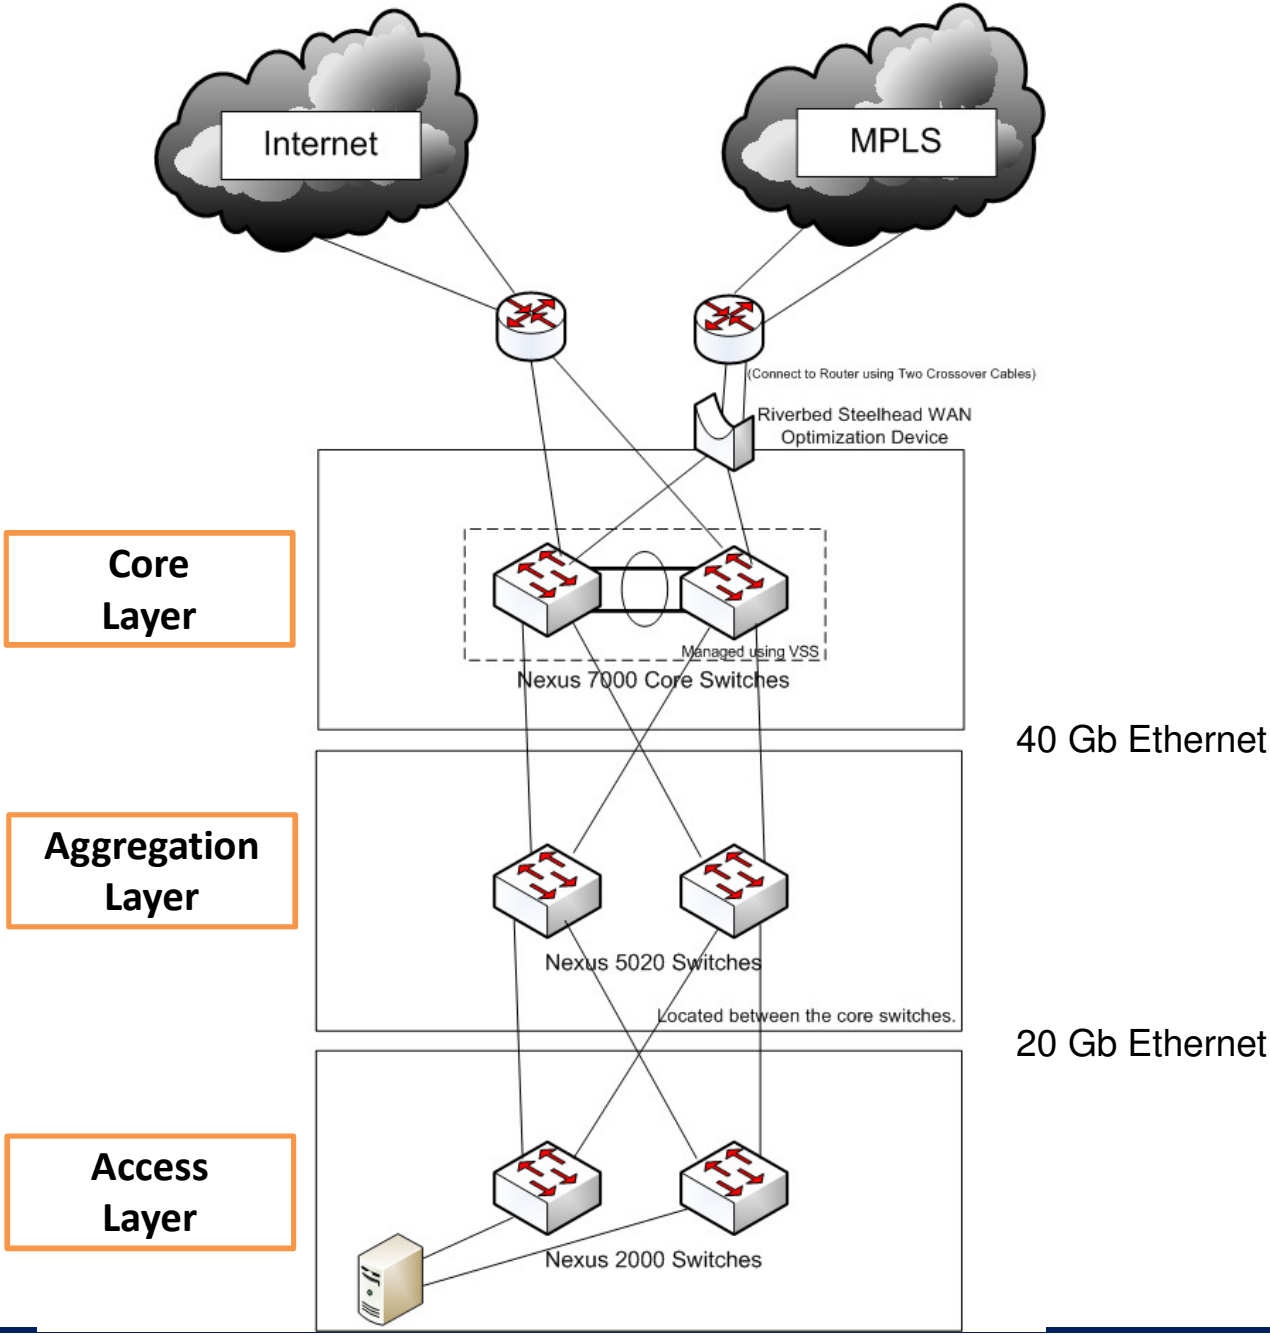 Internet
MPLS
(Connect to Router using Two Crossover Cables)
Riverbed Steelhead WAN
Optimization Device
Core
Layer
Managed using VSS
Nexus 7000 Core Switches
40 Gb Ethernet
Aggregation
Layer
Nexus 5020 Switches
Located between the core switches.
20 Gb Ethernet
Access
Layer
Nexus 2000 Switches